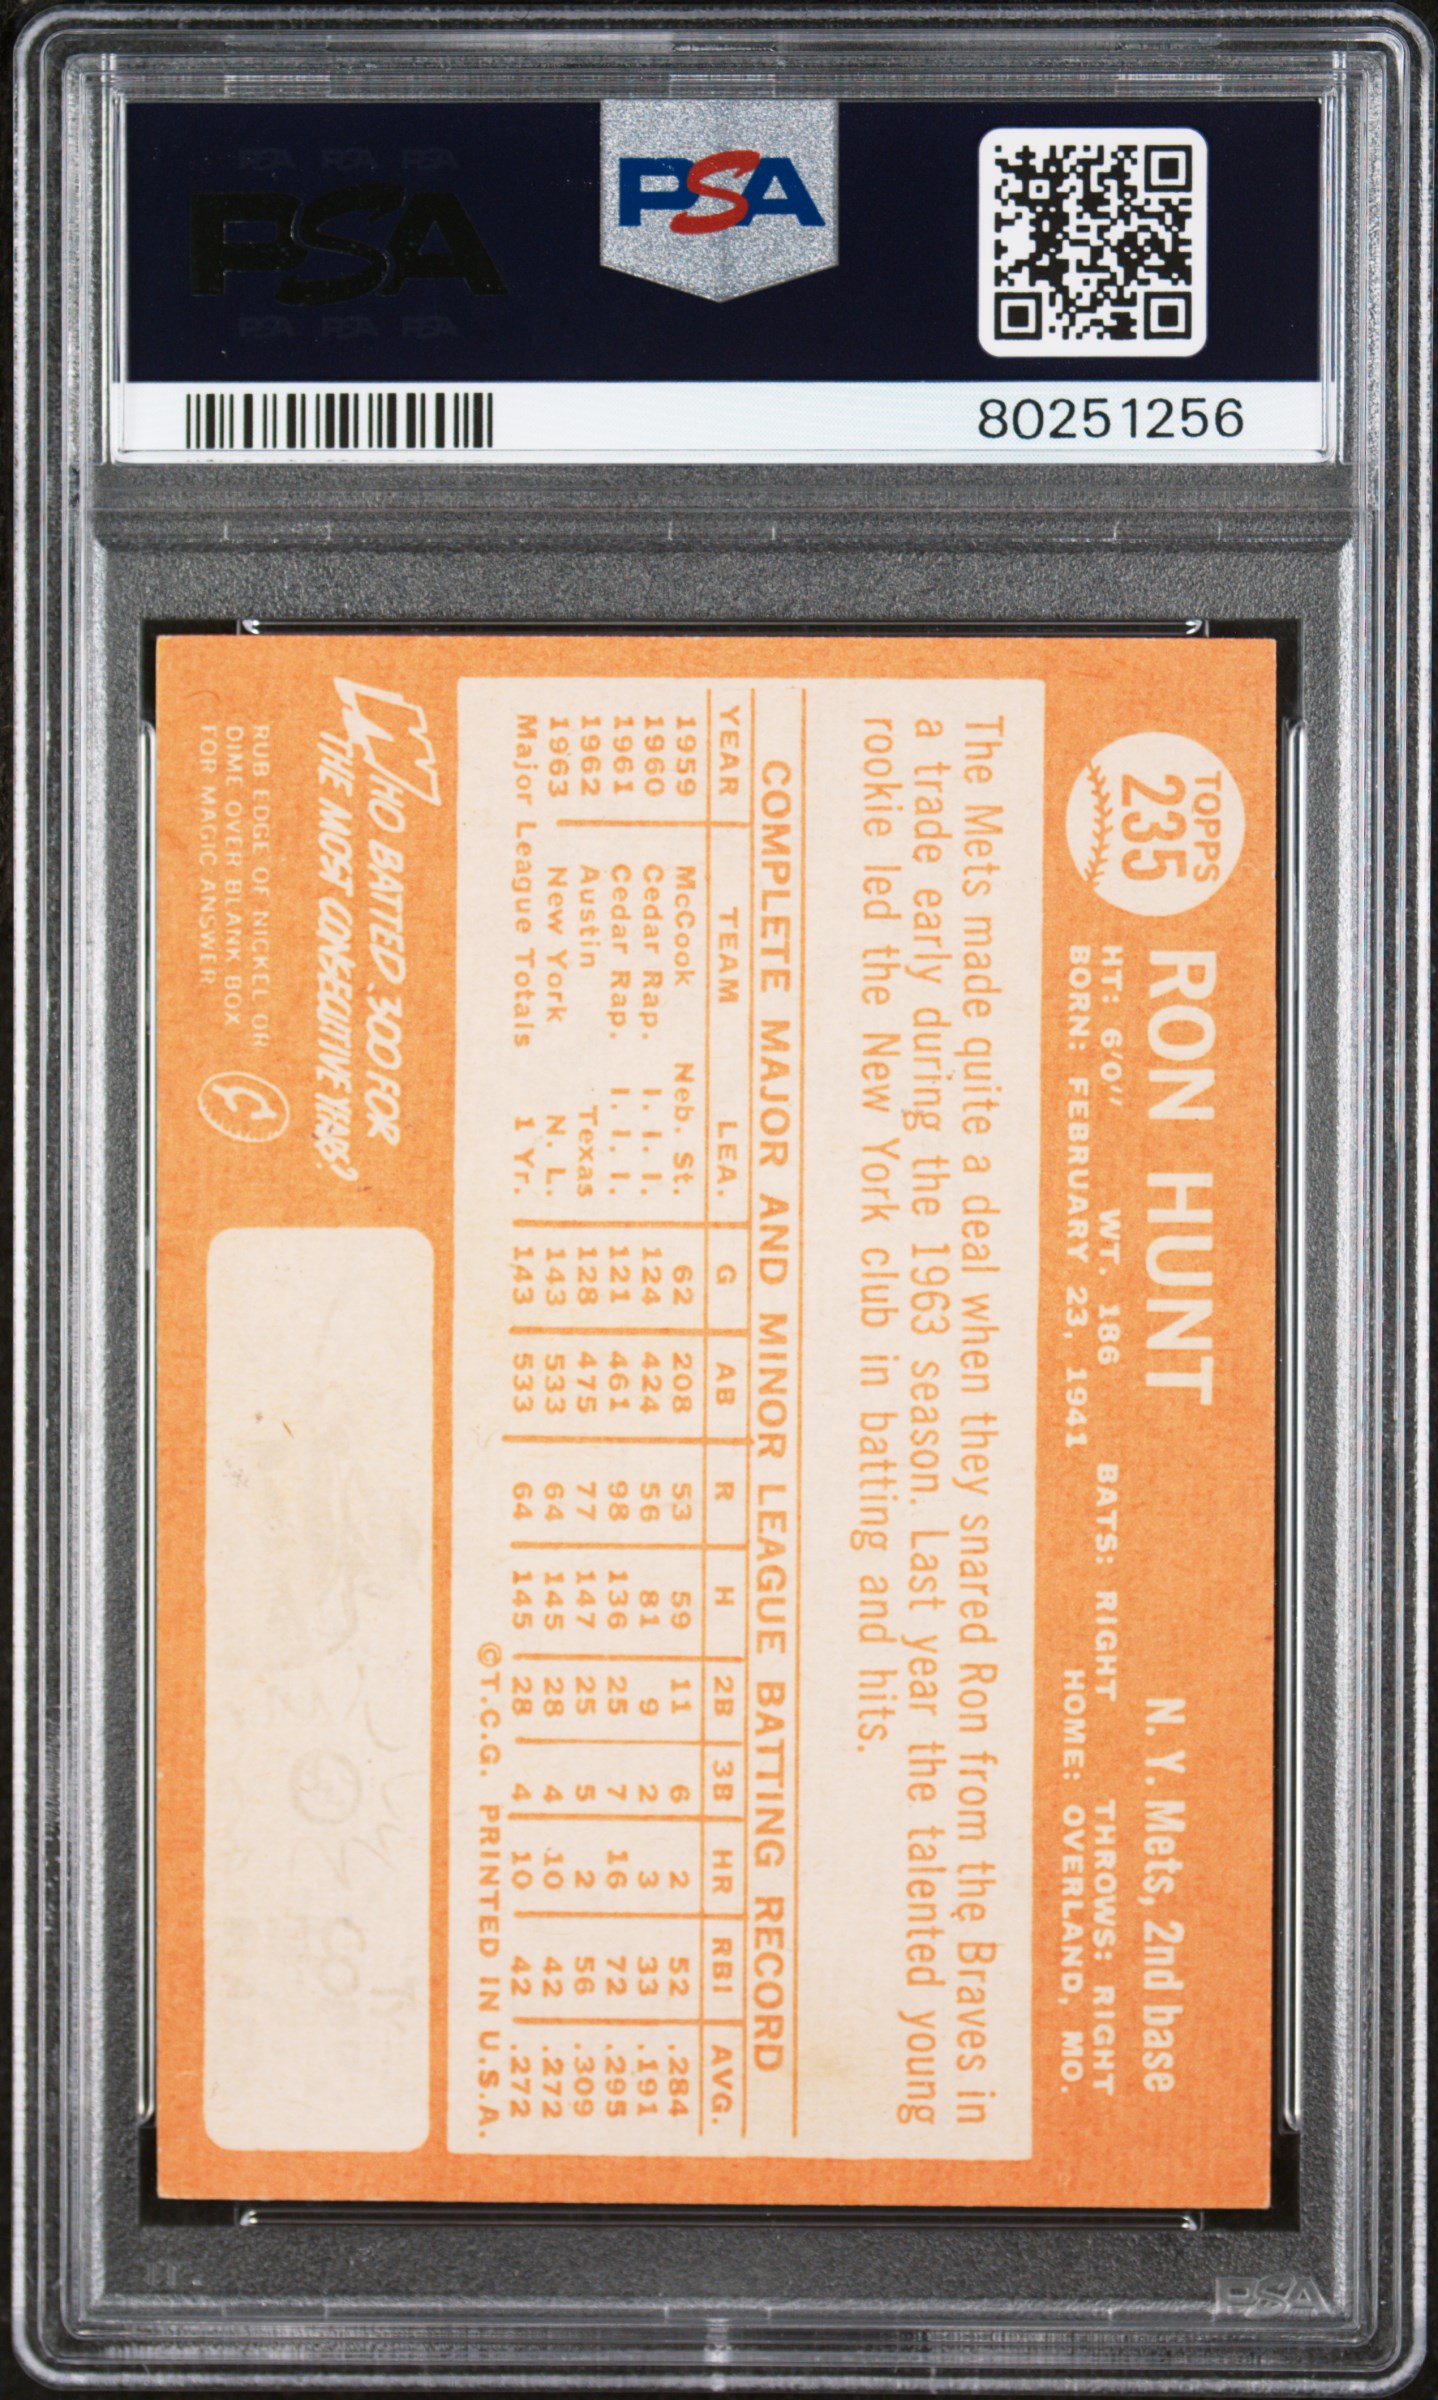 PSA PSA PSA
PSA
PSA PSA PSA
PSA
80251256
TOPPS
235
RON HUNT
N. Y. Mets, 2nd base
HT: 6'0" WT. 186 BATS: RIGHT THROWS: RIGHT
BORN: FEBRUARY 23, 1941 HOME: OVERLAND, MO.
The Mets made quite a deal when they snared Ron from the Braves in
a trade early during the 1963 season. Last year the talented young
rookie led the New York club in batting and hits.
COMPLETE MAJOR AND MINOR LEAGUE BATTING RECORD
YEAR TEAM LEA. G AB R H 2B 3B HR RBI AVG.
1959 McCook Neb. St. 62 208 53 59 11 6 2 52 .284
1960 Cedar Rap. I. I. I. 124 424 56 81 9 2 3 33 .191
1961 Cedar Rap. I. I. I. 121 461 98 136 25 7 16 72 .295
1962 Austin Texas 128 475 77 147 25 5 2 56 .309
1963 New York N. L. 143 533 64 145 28 4 10 42 .272
Major League Totals 1 Yr. 143 533 64 145 28 4 10 42 .272
©T.C.G. PRINTED IN U.S.A.
WHO BATTED .300 FOR
THE MOST CONSECUTIVE YEARS?
RUB EDGE OF NICKEL OR
DIME OVER BLANK BOX
FOR MAGIC ANSWER
PSA